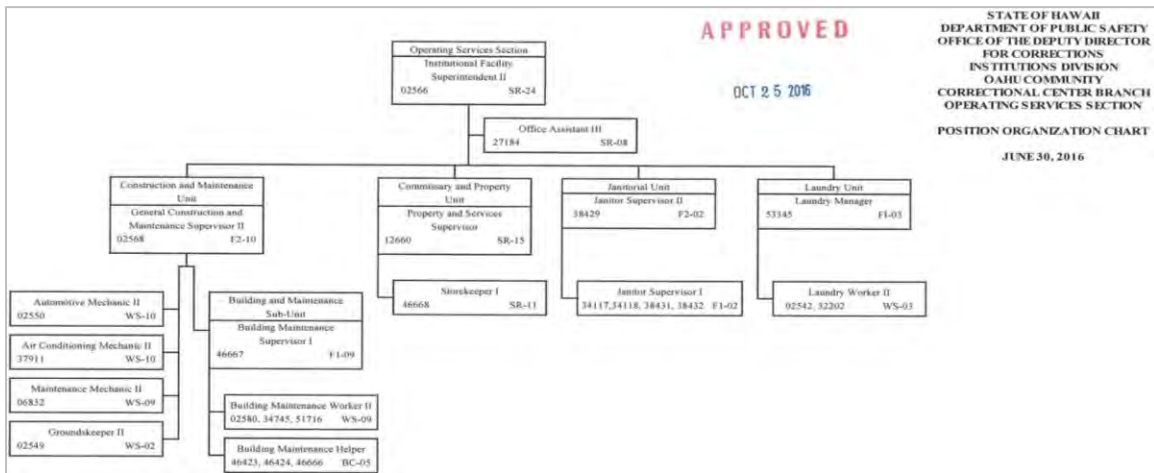 STATE OF HAWAII
DEPARTMENT OF PUBLIC SAFETY
OFFICE OF THE DEPUTY DIRECTOR
FOR CORRECTIONS
INSTITUTIONS DIVISION
OAHU COMMUNITY
CORRECTIONAL CENTER BRANCH
OPERATING SERVICES SECTION
POSITION ORGANIZATION CHART
JUNE 30, 2016
APPROVED
OCT 25 2016
Operating Services Section
Institutional Facility
Superintendent II
02566 SR-24
Office Assistant III
27184 SR-08
Construction and Maintenance
Unit
General Construction and
Maintenance Supervisor II
02568 F2-10
Commissary and Property
Unit
Property and Services
Supervisor
12660 SR-15
Janitorial Unit
Janitor Supervisor II
38429 F2-02
Laundry Unit
Laundry Manager
53345 F1-03
Automotive Mechanic II
02550 WS-10
Air Conditioning Mechanic II
37911 WS-10
Maintenance Mechanic II
06832 WS-09
Groundskeeper II
02549 WS-02
Building and Maintenance
Sub-Unit
Building Maintenance
Supervisor I
46667 F1-09
Building Maintenance Worker II
02580, 34745, 51716 WS-09
Building Maintenance Helper
46423, 46424, 46666 BC-05
Storekeeper I
46668 SR-11
Janitor Supervisor I
34117,34118, 38431, 38432 F1-02
Laundry Worker II
02542, 52202 WS-03